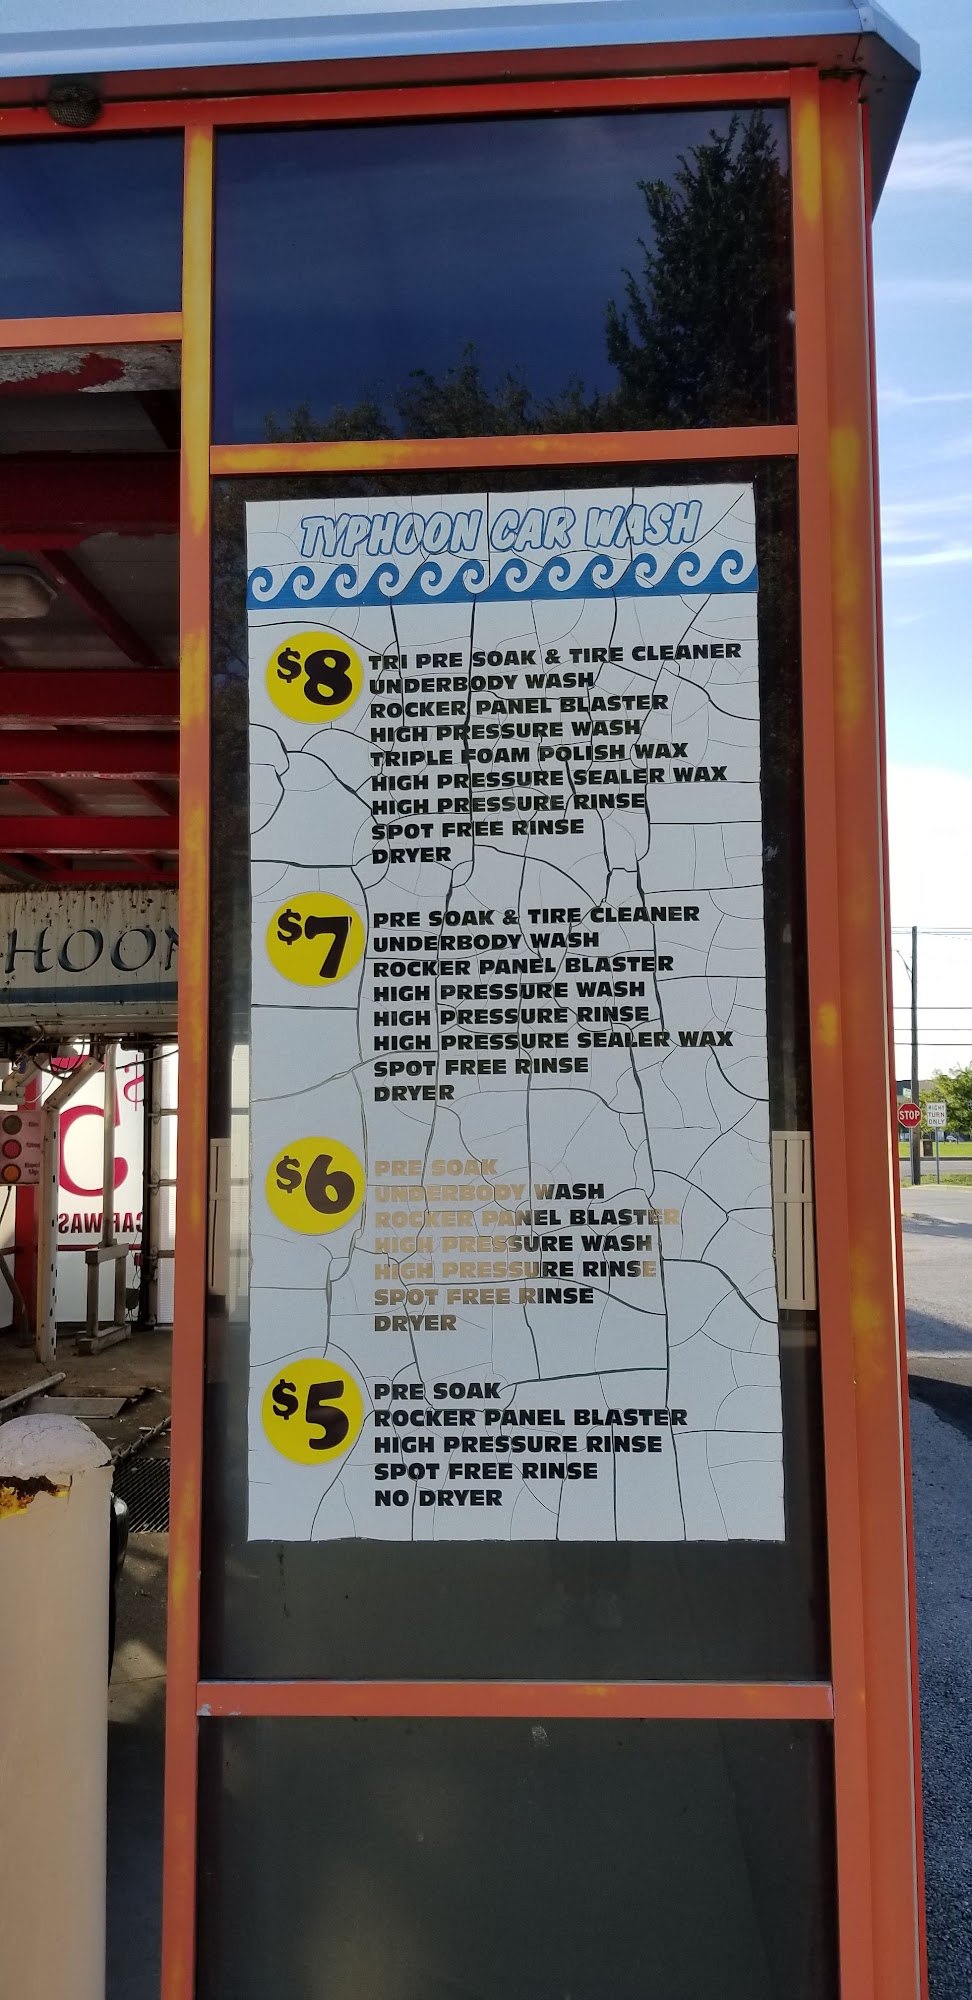 TYPHOON CAR WASH
$8
TRI PRE SOAK & TIRE CLEANER
UNDERBODY WASH
ROCKER PANEL BLASTER
HIGH PRESSURE WASH
TRIPLE FOAM POLISH WAX
HIGH PRESSURE SEALER WAX
HIGH PRESSURE RINSE
SPOT FREE RINSE
DRYER
$7
PRE SOAK & TIRE CLEANER
UNDERBODY WASH
ROCKER PANEL BLASTER
HIGH PRESSURE WASH
HIGH PRESSURE RINSE
HIGH PRESSURE SEALER WAX
SPOT FREE RINSE
DRYER
$6
PRE SOAK
UNDERBODY WASH
ROCKER PANEL BLASTER
HIGH PRESSURE WASH
HIGH PRESSURE RINSE
SPOT FREE RINSE
DRYER
$5
PRE SOAK
ROCKER PANEL BLASTER
HIGH PRESSURE RINSE
SPOT FREE RINSE
NO DRYER
HOON
STOP
RIGHT
TURN
ONLY